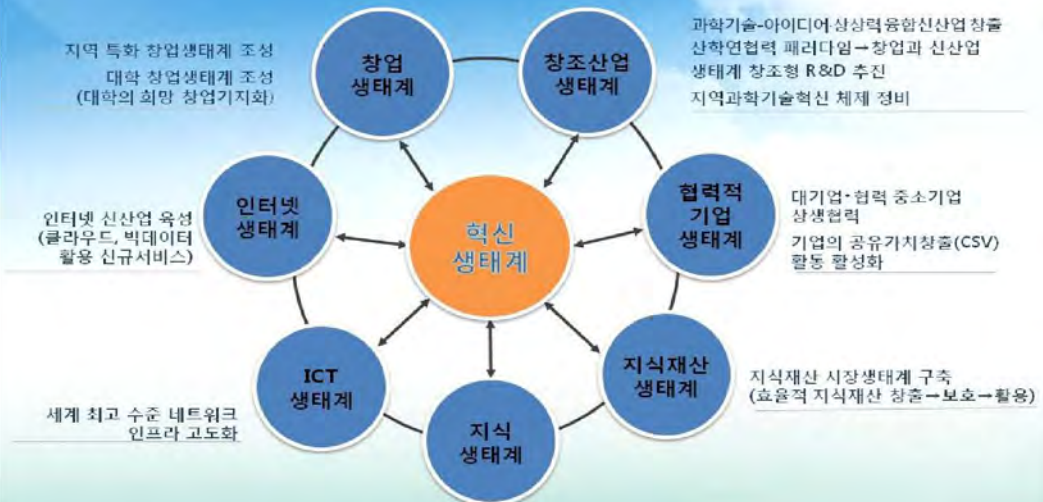 지역 특화 창업생태계 조성
대학 창업생태계 조성
(대학의 희망 창업기지화)
창업
생태계
창조산업
생태계
과학기술-아이디어·상상력융합신산업 창출
산학연협력 패러다임→창업과 신산업
생태계 창조형 R&D 추진
지역과학기술혁신 체제 정비
인터넷 신산업 육성
(클라우드, 빅데이터
활용 신규서비스)
인터넷
생태계
혁신
생태계
협력적
기업
생태계
대기업·협력 중소기업
상생협력
기업의 공유가치창출(CSV)
활동 활성화
세계 최고 수준 네트워크
인프라 고도화
ICT
생태계
지식
생태계
지식재산
생태계
지식재산 시장생태계 구축
(효율적 지식재산 창출→보호→활용)